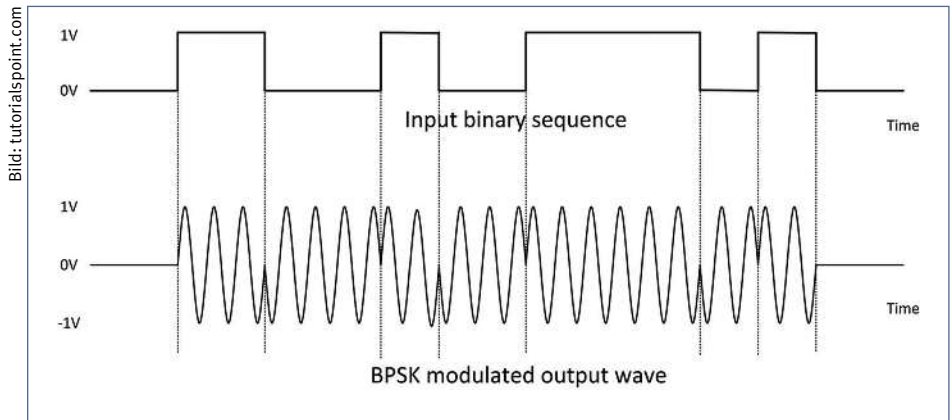 Bild: tutorialspoint.com
1V
0V
Input binary sequence
Time
1V
0V
-1V
Time
BPSK modulated output wave